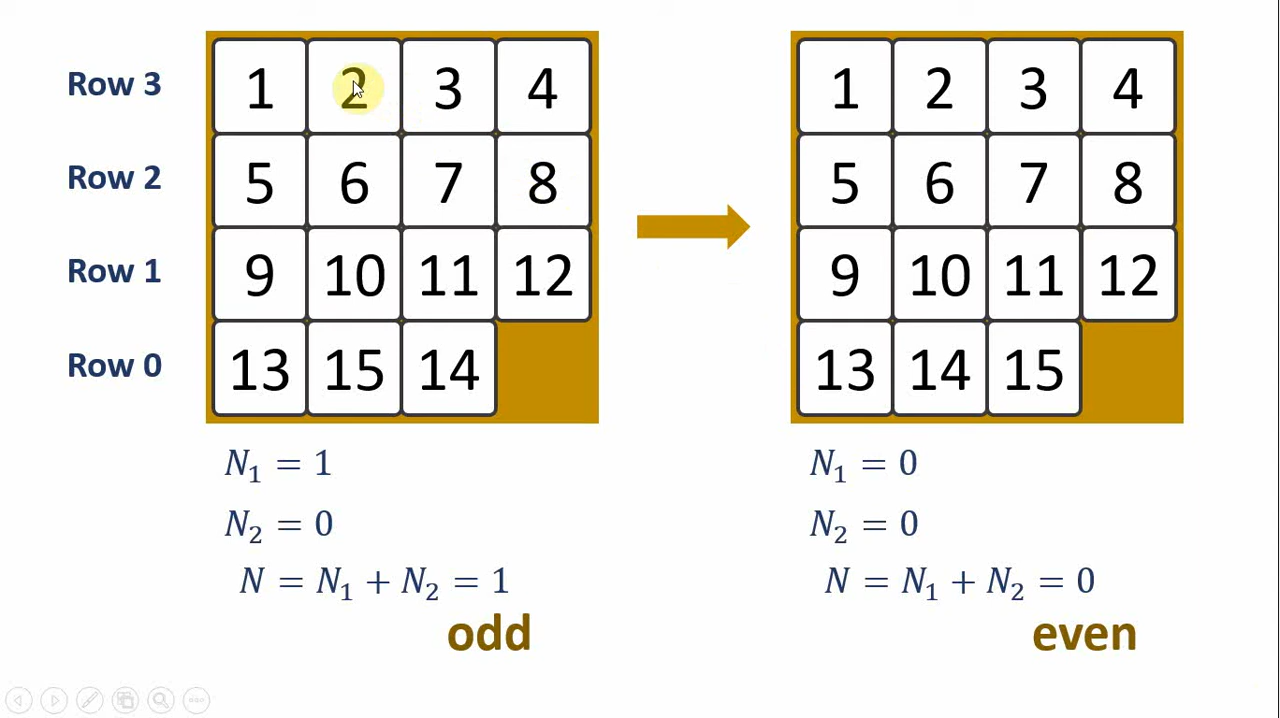 Row 3 1 2 3 4 1 2 3 4
Row 2 5 6 7 8 5 6 7 8
Row 1 9 10 11 12 9 10 11 12
Row 0 13 15 14 13 14 15
N₁ = 1 N₁ = 0
N₂ = 0 N₂ = 0
N = N₁ + N₂ = 1 N = N₁ + N₂ = 0
odd even